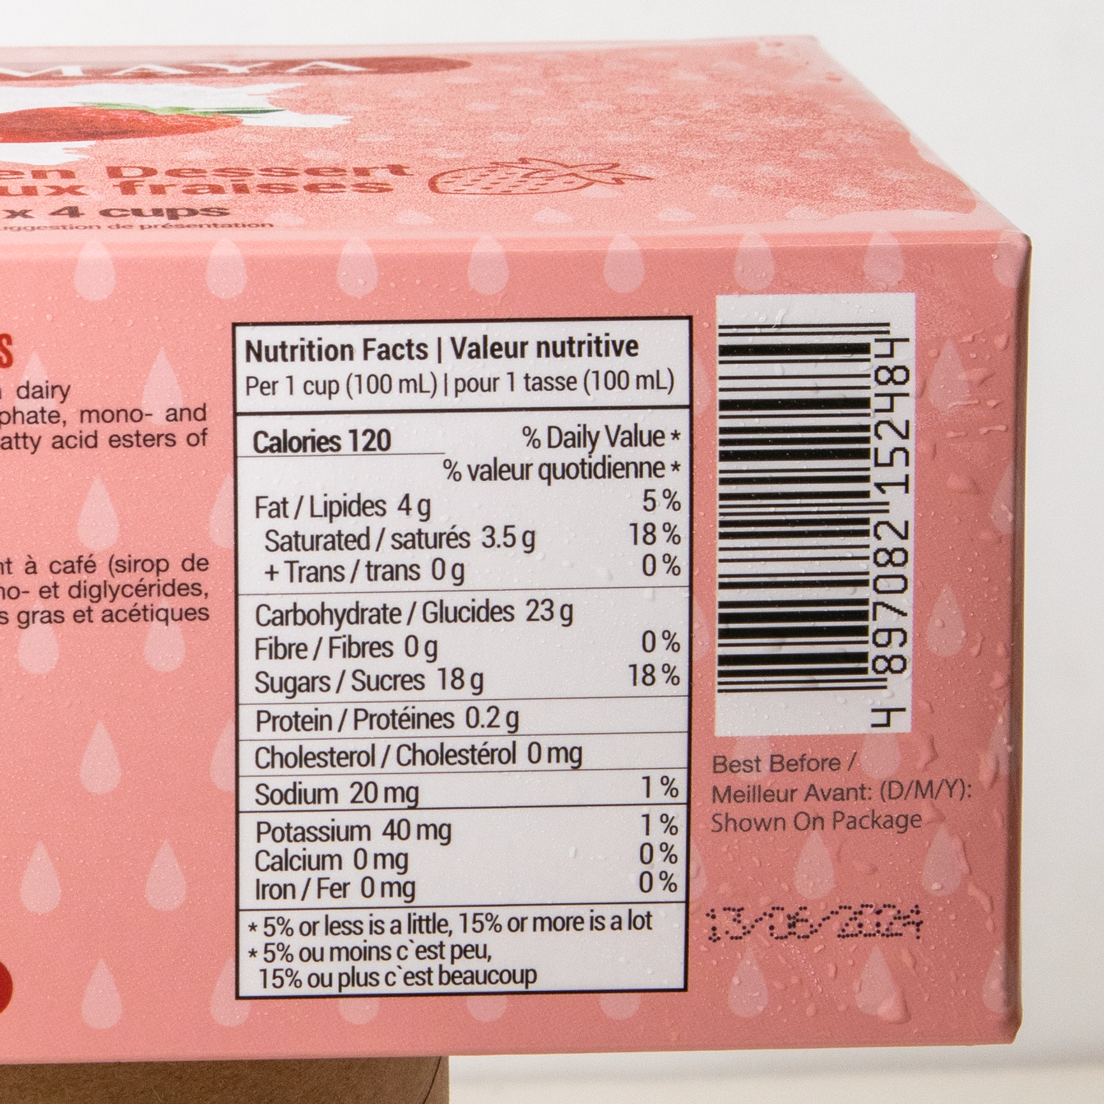 MAYA
en Dessert
ux fraises
x 4 cups
uggestion de présentation
S
dairy
phate, mono- and
atty acid esters of
nt à café (sirop de
no- et diglycérides,
s gras et acétiques
Nutrition Facts | Valeur nutritive
Per 1 cup (100 mL) | pour 1 tasse (100 mL)
Calories 120 % Daily Value *
% valeur quotidienne *
Fat / Lipides 4 g 5 %
Saturated / saturés 3.5 g 18 %
+ Trans / trans 0 g 0 %
Carbohydrate / Glucides 23 g
Fibre / Fibres 0 g 0 %
Sugars / Sucres 18 g 18 %
Protein / Protéines 0.2 g
Cholesterol / Cholestérol 0 mg
Sodium 20 mg 1 %
Potassium 40 mg 1 %
Calcium 0 mg 0 %
Iron / Fer 0 mg 0 %
* 5% or less is a little, 15% or more is a lot
* 5% ou moins c`est peu,
15% ou plus c`est beaucoup
4 897082 152484
Best Before /
Meilleur Avant: (D/M/Y):
Shown On Package
13/06/2024